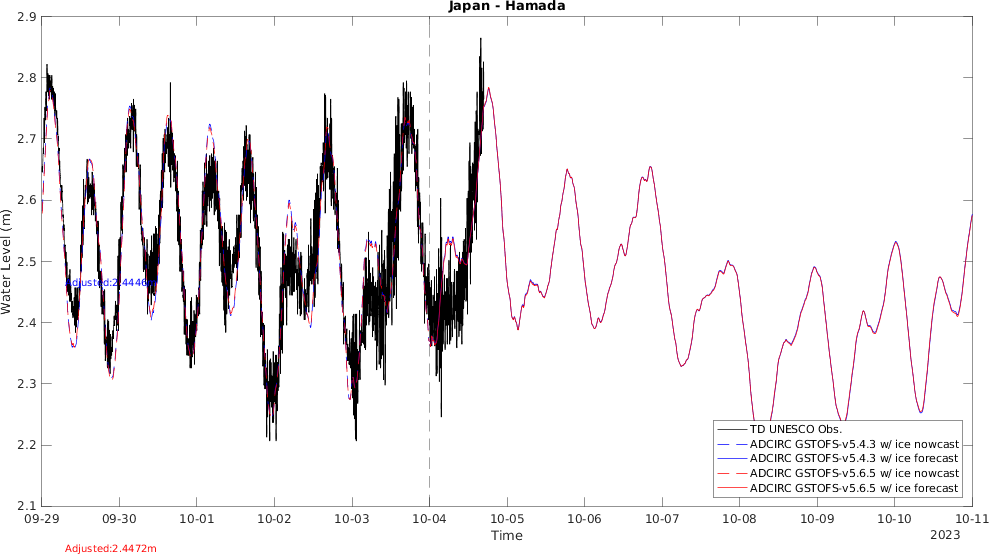 Japan - Hamada
2.9
2.8
2.7
2.6
2.5
2.4
2.3
2.2
2.1
Water Level (m)
Adjusted:2.4446
TD UNESCO Obs.
ADCIRC GSTOFS-v5.4.3 w/ ice nowcast
ADCIRC GSTOFS-v5.4.3 w/ ice forecast
ADCIRC GSTOFS-v5.6.5 w/ ice nowcast
ADCIRC GSTOFS-v5.6.5 w/ ice forecast
09-29 09-30 10-01 10-02 10-03 10-04 10-05 10-06 10-07 10-08 10-09 10-10 10-11
Time
2023
Adjusted:2.4472m